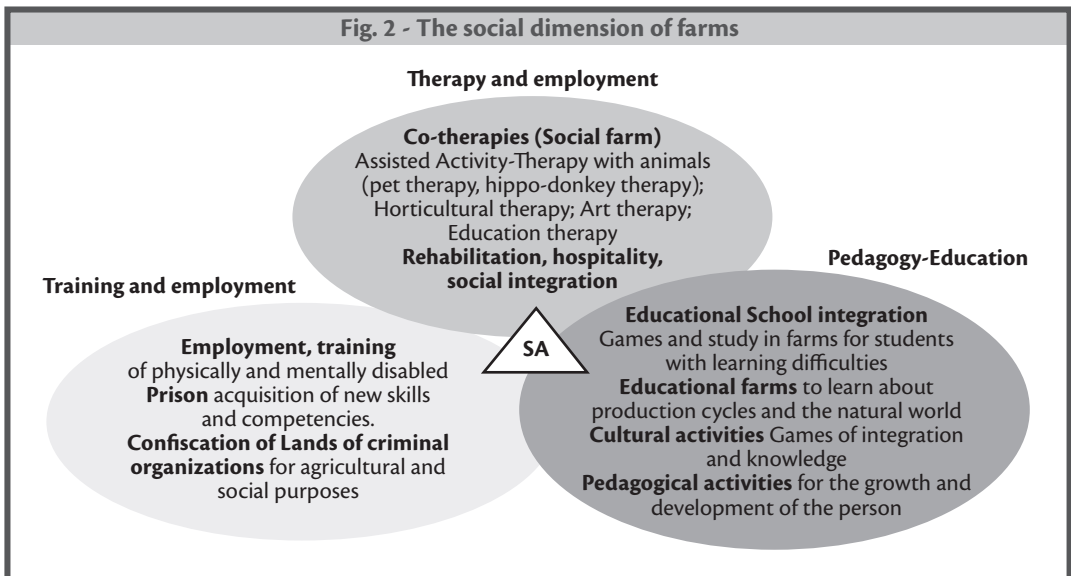 Fig. 2 - The social dimension of farms
Therapy and employment
Co-therapies (Social farm)
Assisted Activity-Therapy with animals
(pet therapy, hippo-donkey therapy);
Horticultural therapy; Art therapy;
Education therapy
Rehabilitation, hospitality,
social integration
Training and employment
Employment, training
of physically and mentally disabled
Prison acquisition of new skills
and competencies.
Confiscation of Lands of criminal
organizations for agricultural and
social purposes
SA
Pedagogy-Education
Educational School integration
Games and study in farms for students
with learning difficulties
Educational farms to learn about
production cycles and the natural world
Cultural activities Games of integration
and knowledge
Pedagogical activities for the growth and
development of the person